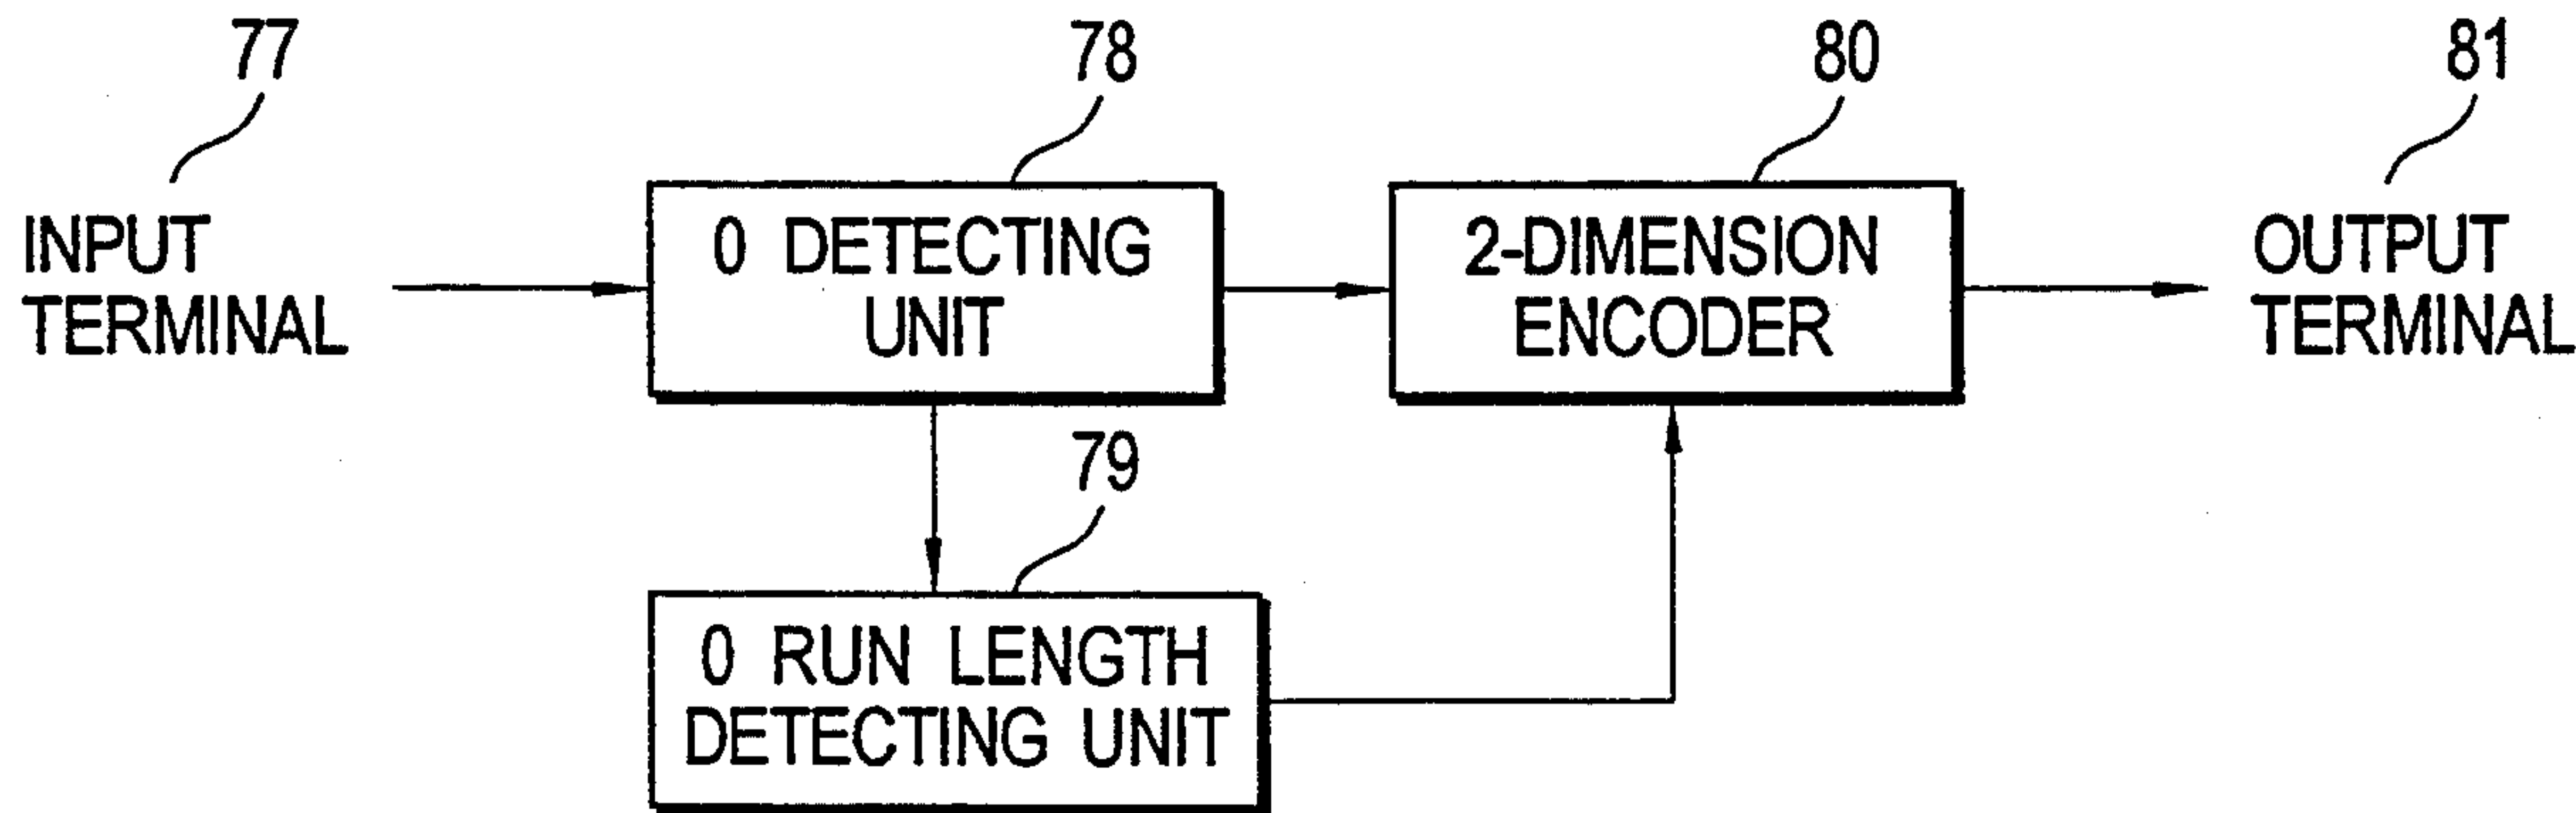 77
78
80
81
INPUT
TERMINAL
0 DETECTING
UNIT
2-DIMENSION
ENCODER
OUTPUT
TERMINAL
79
0 RUN LENGTH
DETECTING UNIT